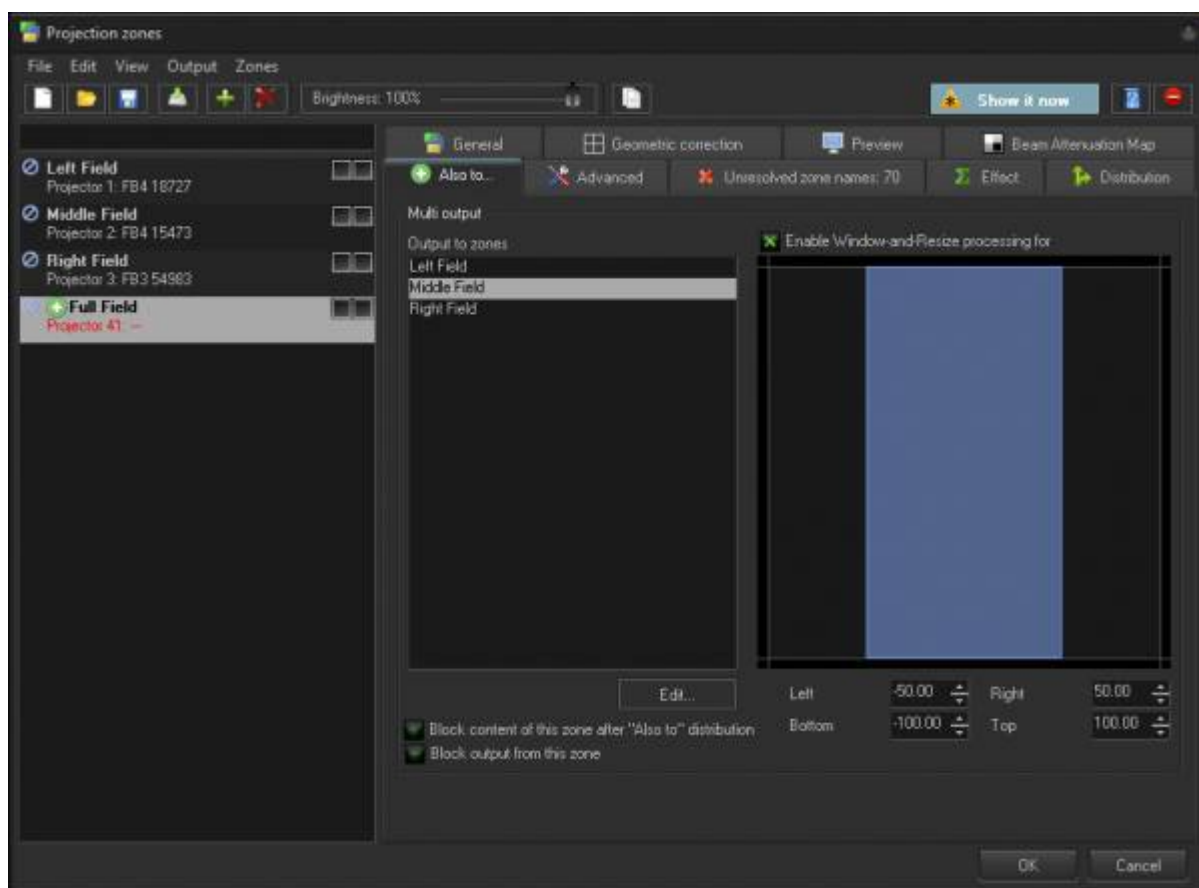 Projection zones
File Edit View Output Zones
Brightness: 100%
Show it now
General Geometric correction Preview Beam Attenuation Map
Also to... Advanced Unresolved zone names: 70 Effect Distribution
Left Field
Projector 1: FB4 18727
Middle Field
Projector 2: FB4 15473
Right Field
Projector 3: FB3 54983
Full Field
Projector 41: --
Multi output
Output to zones
Left Field
Middle Field
Right Field
Enable Window-and-Resize processing for
Edit...
Left -50.00 Right 50.00
Bottom -100.00 Top 100.00
Block content of this zone after "Also to" distribution
Block output from this zone
OK Cancel